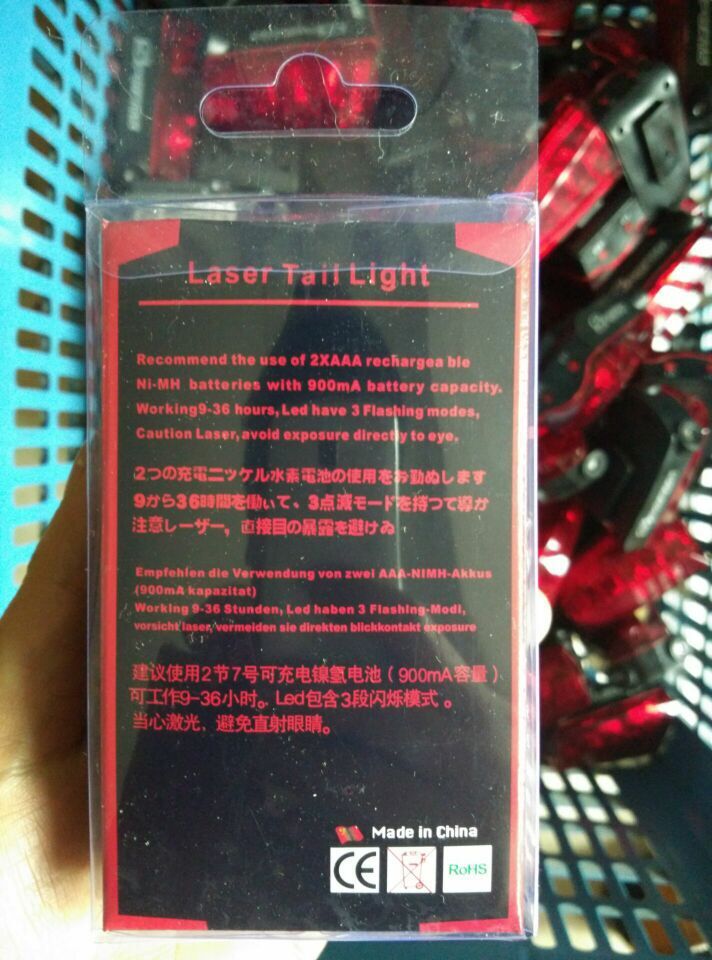 Laser Tail Light
Recommend the use of 2XAAA rechargea ble
Ni-MH batteries with 900mA battery capacity.
Working9-36 hours, Led have 3 Flashing modes,
Caution Laser,avoid exposure directly to eye.
2つの充電ニッケル水素電池の使用をお勤ぬします
9から36時間を働いて、3点減モードを持つて導か
注意レーザー，直接目の暴露を避けゐ
Empfehlen die Verwendung von zwei AAA-NIMH-Akkus
(900mA kapazitat)
Working 9-36 Stunden, Led haben 3 Flashing-Modi,
vorsicht laser, vermeiden sie direkten blickkontakt exposure
建议使用2节7号可充电镍氢电池（900mA容量）
可工作9-36小时。Led包含3段闪烁模式。
当心激光，避免直射眼睛。
Made in China
CE
RoHS